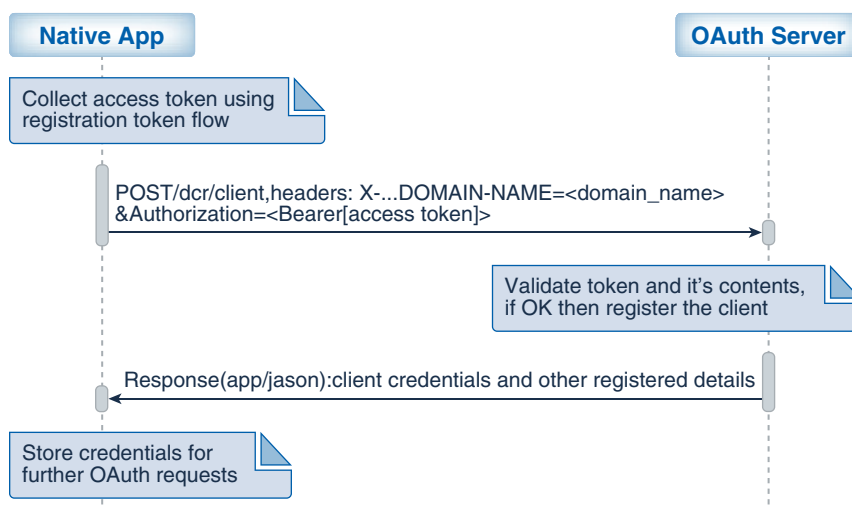 Native App
OAuth Server
Collect access token using
registration token flow
POST/dcr/client,headers: X-...DOMAIN-NAME=<domain_name>
&Authorization=<Bearer[access token]>
Validate token and it's contents,
if OK then register the client
Response(app/jason):client credentials and other registered details
Store credentials for
further OAuth requests